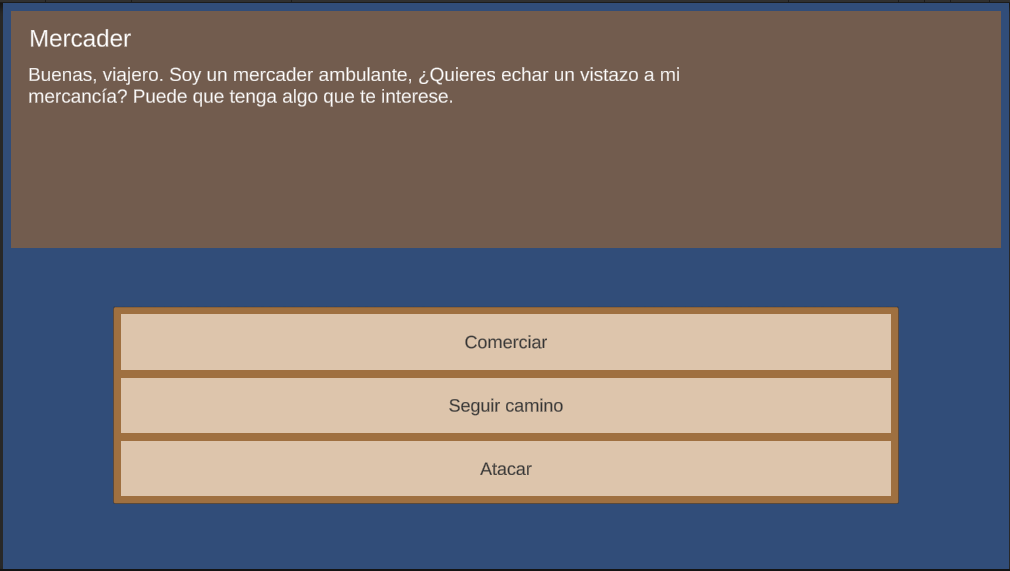 Mercader
Buenas, viajero. Soy un mercader ambulante, ¿Quieres echar un vistazo a mi
mercancía? Puede que tenga algo que te interese.
Comerciar
Seguir camino
Atacar